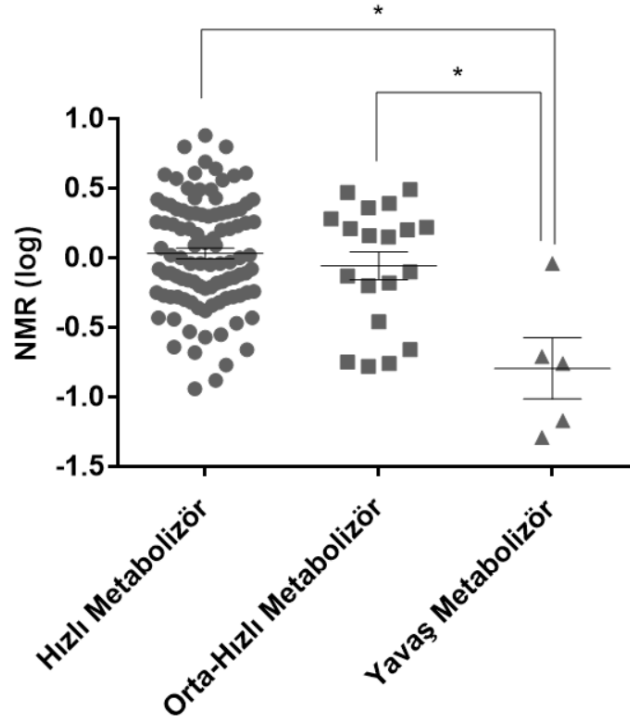 *
*
1.0
0.5
0.0
-0.5
-1.0
-1.5
NMR (log)
Hızlı Metabolizör
Orta-Hızlı Metabolizör
Yavaş Metabolizör